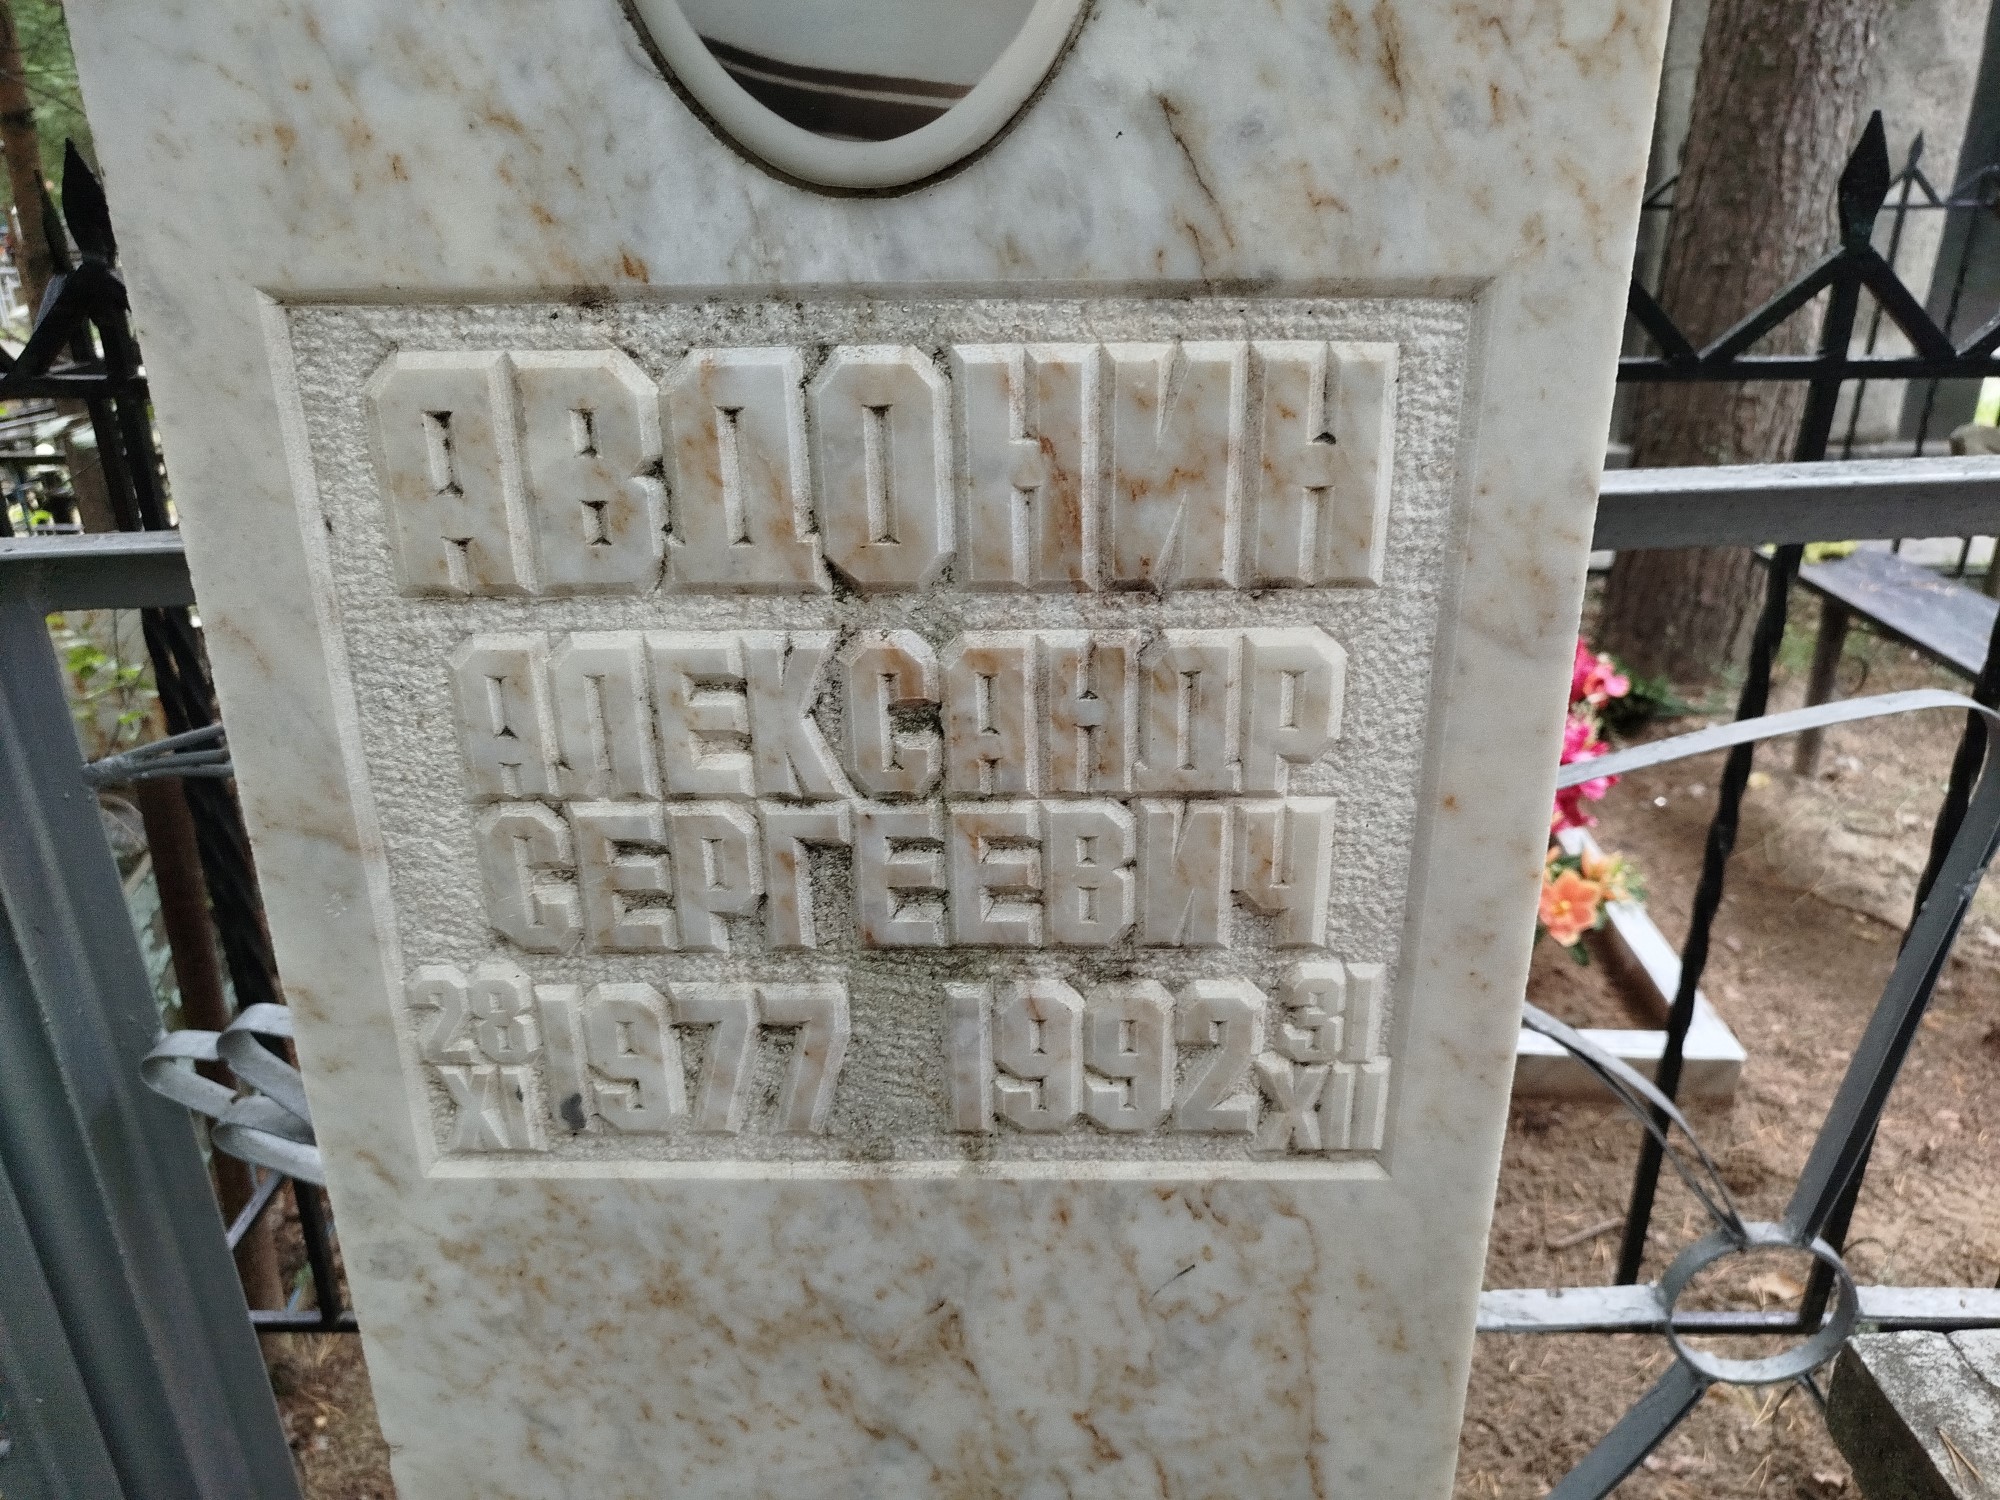 АВДОНИН
АЛЕКСАНДР
СЕРГЕЕВИЧ
28 1977 1992 31
XI XII